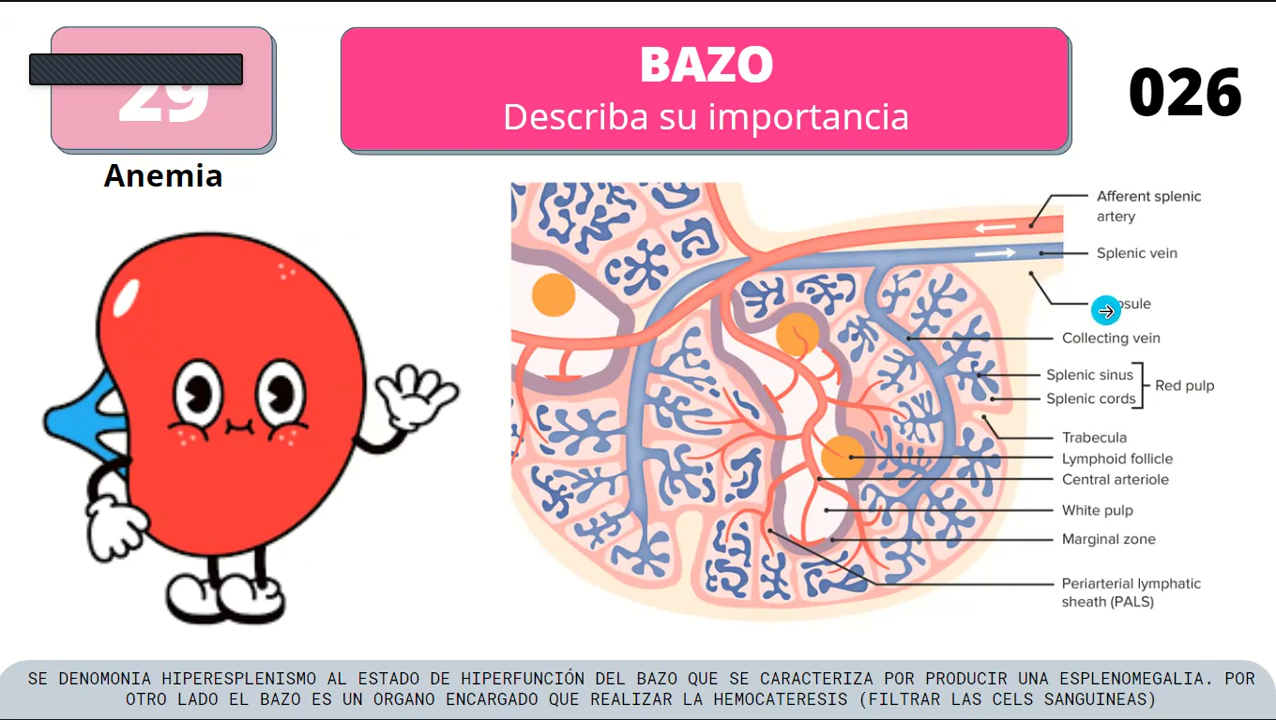 29
Anemia
BAZO
Describa su importancia
026
Afferent splenic
artery
Splenic vein
Collecting vein
Splenic sinus
Splenic cords
Red pulp
Trabecula
Lymphoid follicle
Central arteriole
White pulp
Marginal zone
Periarterial lymphatic
sheath (PALS)
SE DENOMONIA HIPERESPLENISMO AL ESTADO DE HIPERFUNCIÓN DEL BAZO QUE SE CARACTERIZA POR PRODUCIR UNA ESPLENOMEGALIA. POR
OTRO LADO EL BAZO ES UN ORGANO ENCARGADO QUE REALIZAR LA HEMOCATERESIS (FILTRAR LAS CELS SANGUINEAS)